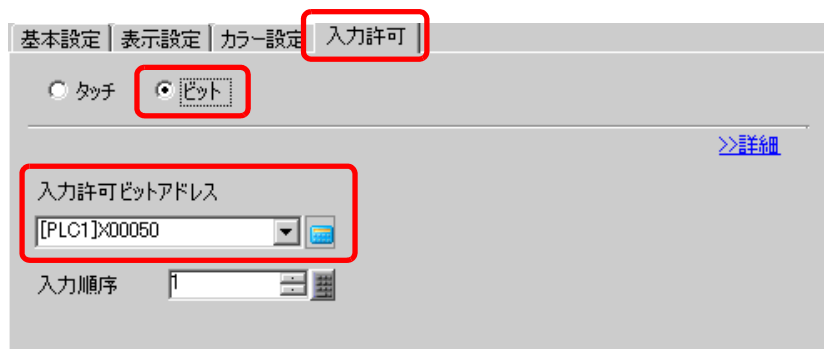 基本設定 表示設定 カラー設定 入力許可
タッチ ビット
>>詳細
入力許可ビットアドレス
[PLC1]X00050
入力順序 1